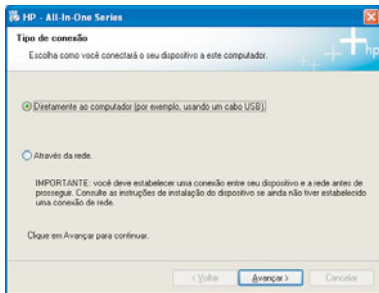 HP - All-In-One Series
Tipo de conexão
Escolha como você conectará o seu dispositivo a este computador.
hp
Diretamente ao computador (por exemplo, usando um cabo USB).
Através da rede.
IMPORTANTE: você deve estabelecer uma conexão entre seu dispositivo e a rede antes de
prosseguir. Consulte as instruções de instalação do dispositivo se ainda não tiver estabelecido
uma conexão de rede.
Clique em Avançar para continuar.
< Voltar Avançar > Cancelar